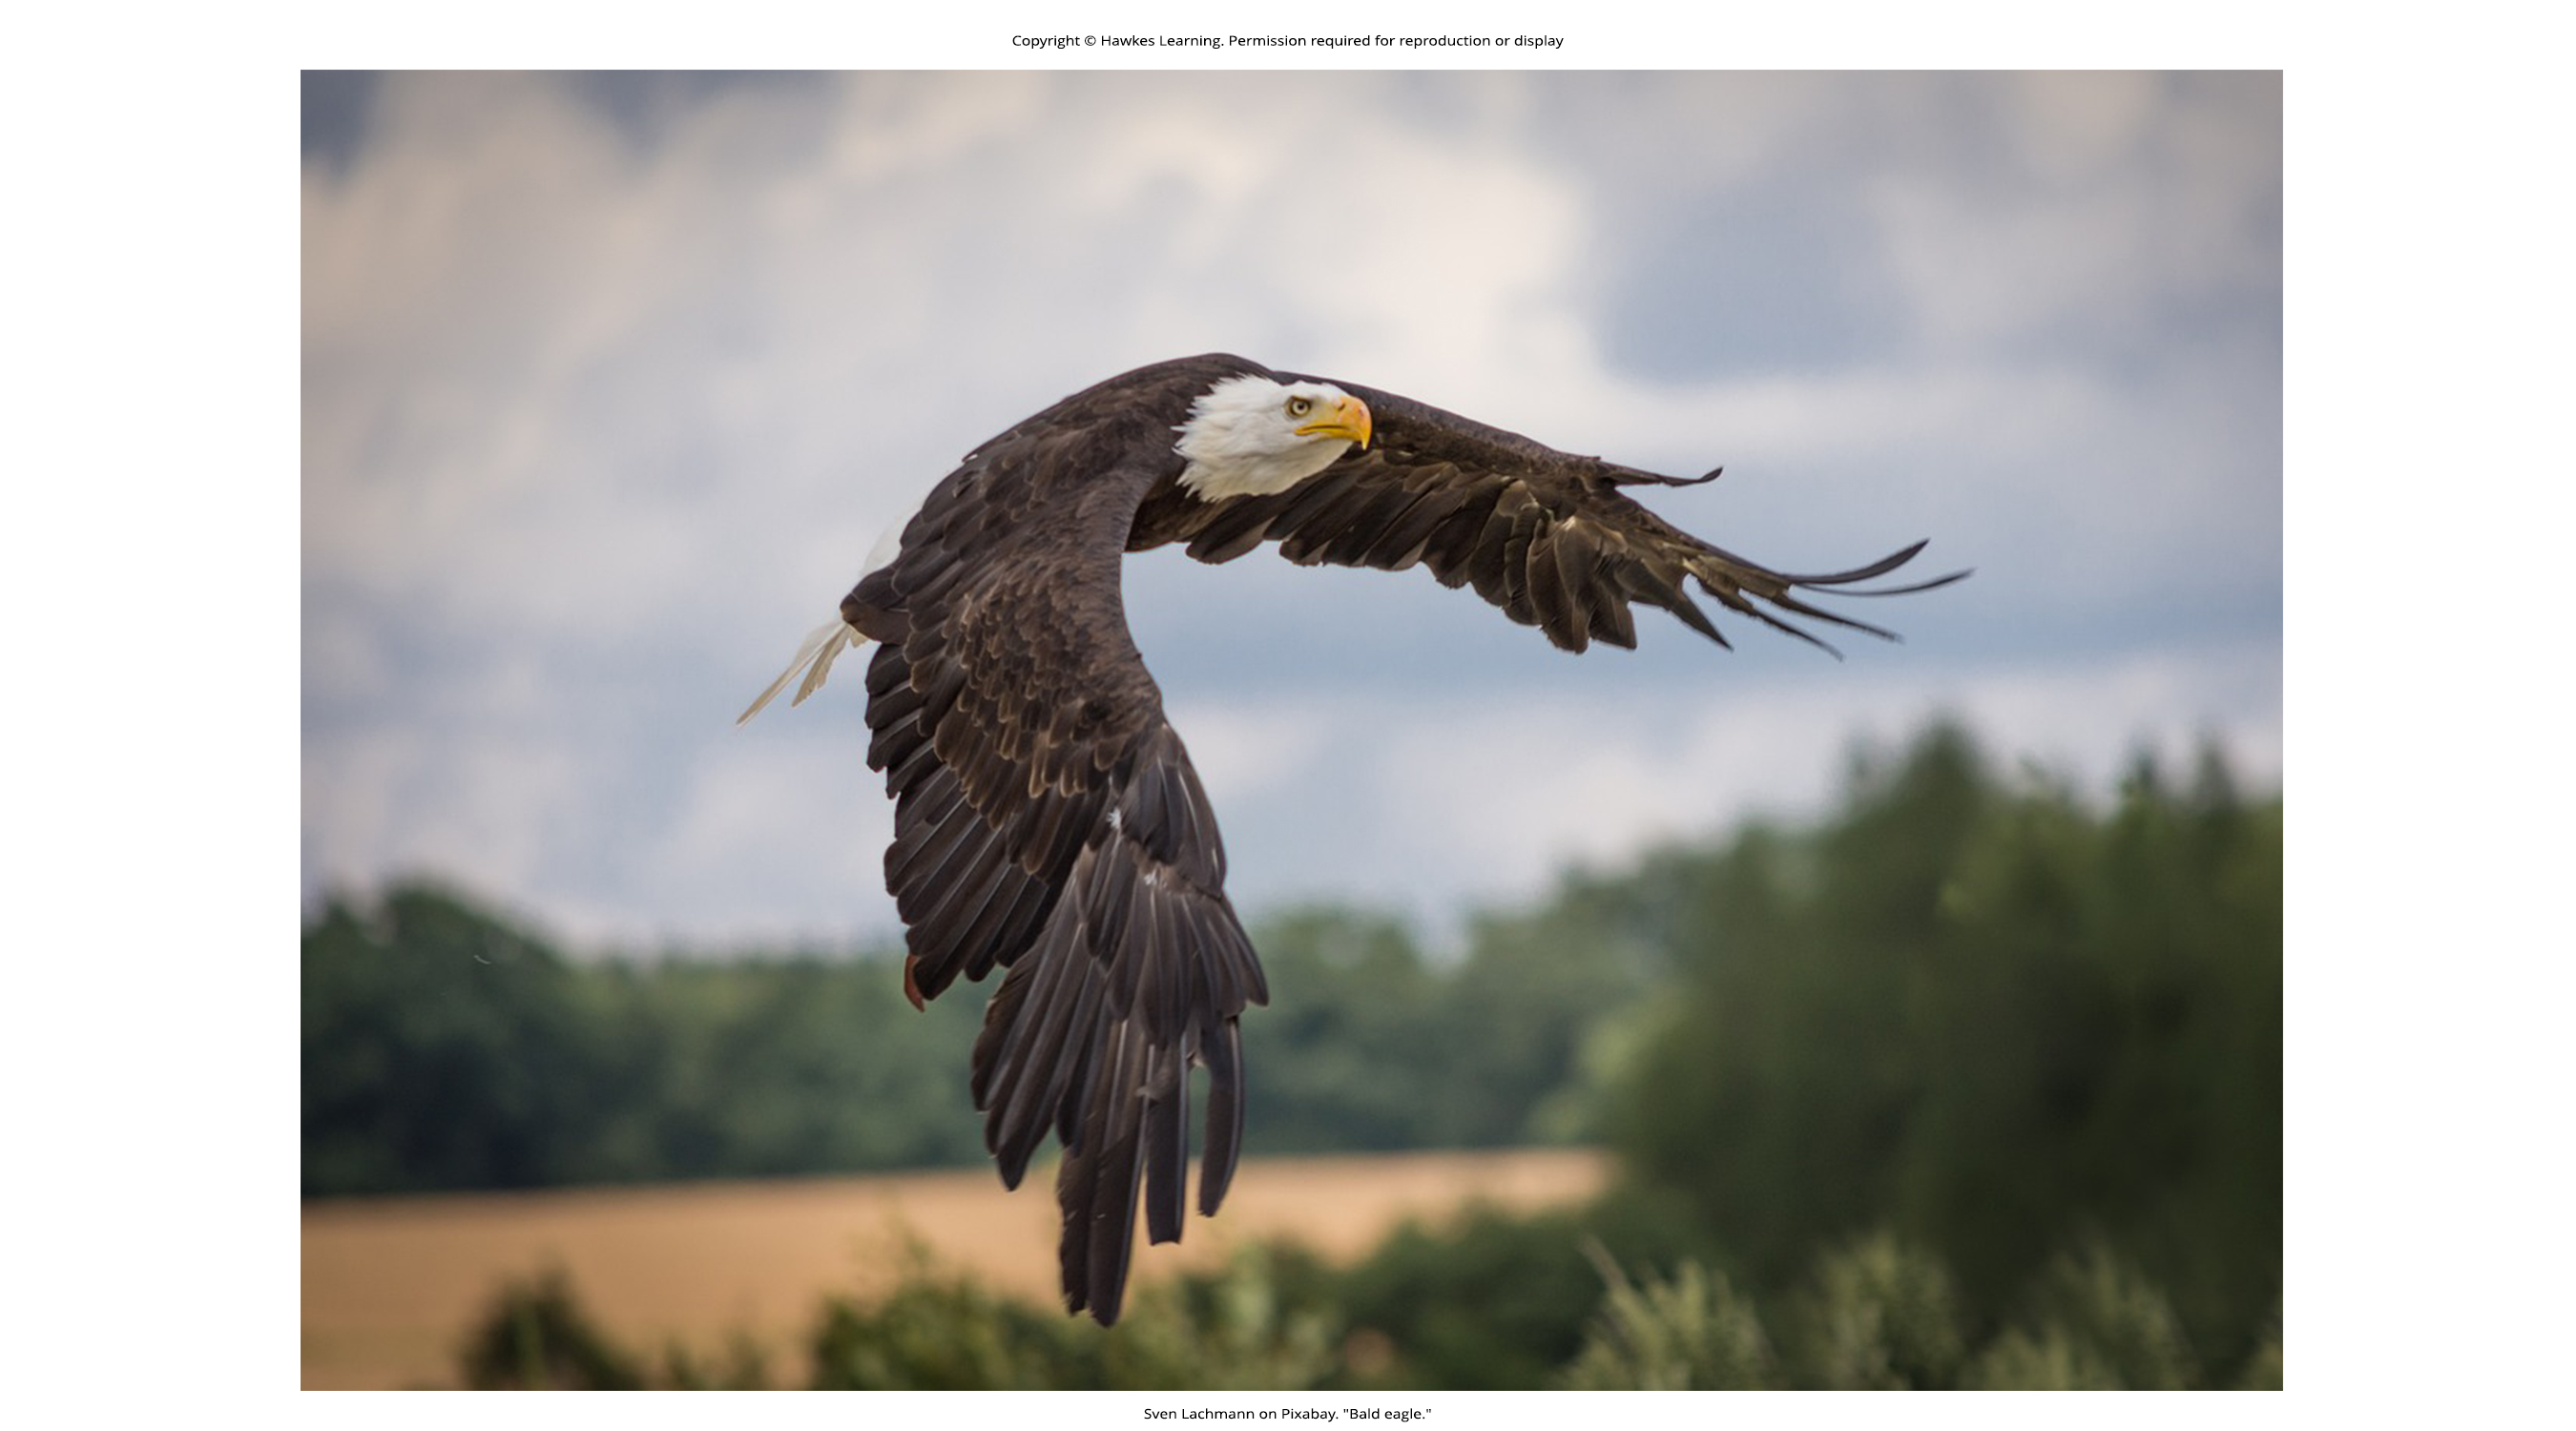 Copyright © Hawkes Learning. Permission required for reproduction or display
Sven Lachmann on Pixabay. "Bald eagle."